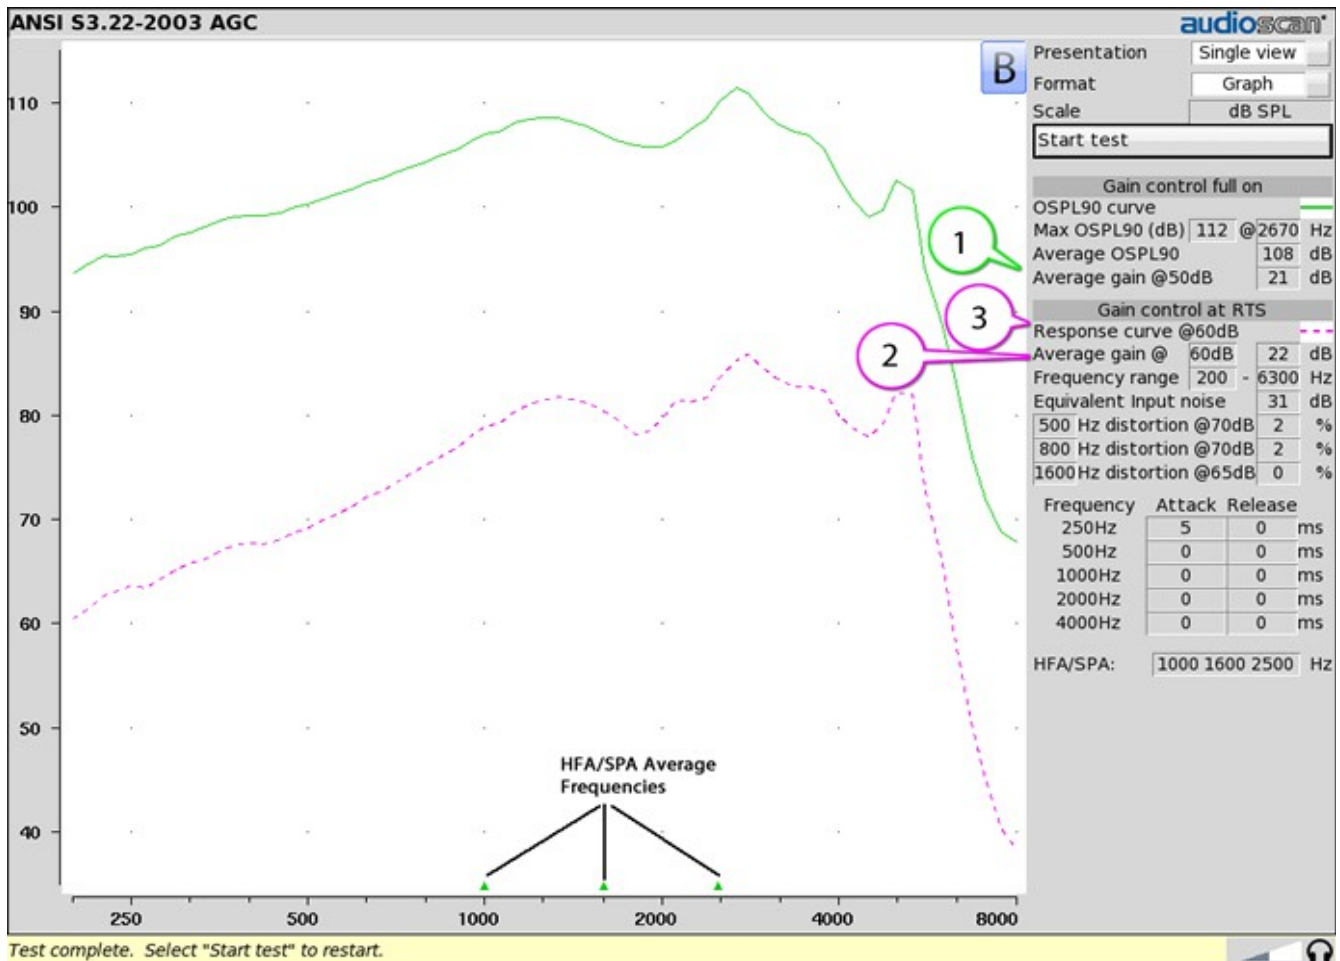 ANSI S3.22-2003 AGC
audioscan
B
Presentation Single view
Format Graph
Scale dB SPL
Start test
Gain control full on
OSPL90 curve
Max OSPL90 (dB) 112 @ 2670 Hz
Average OSPL90 108 dB
Average gain @50dB 21 dB
Gain control at RTS
Response curve @60dB
Average gain @ 60dB 22 dB
Frequency range 200 - 6300 Hz
Equivalent Input noise 31 dB
500 Hz distortion @70dB 2 %
800 Hz distortion @70dB 2 %
1600 Hz distortion @65dB 0 %
Frequency Attack Release
250Hz 5 0 ms
500Hz 0 0 ms
1000Hz 0 0 ms
2000Hz 0 0 ms
4000Hz 0 0 ms
HFA/SPA: 1000 1600 2500 Hz
1
3
2
110
100
90
80
70
60
50
40
HFA/SPA Average
Frequencies
250 500 1000 2000 4000 8000
Test complete. Select "Start test" to restart.